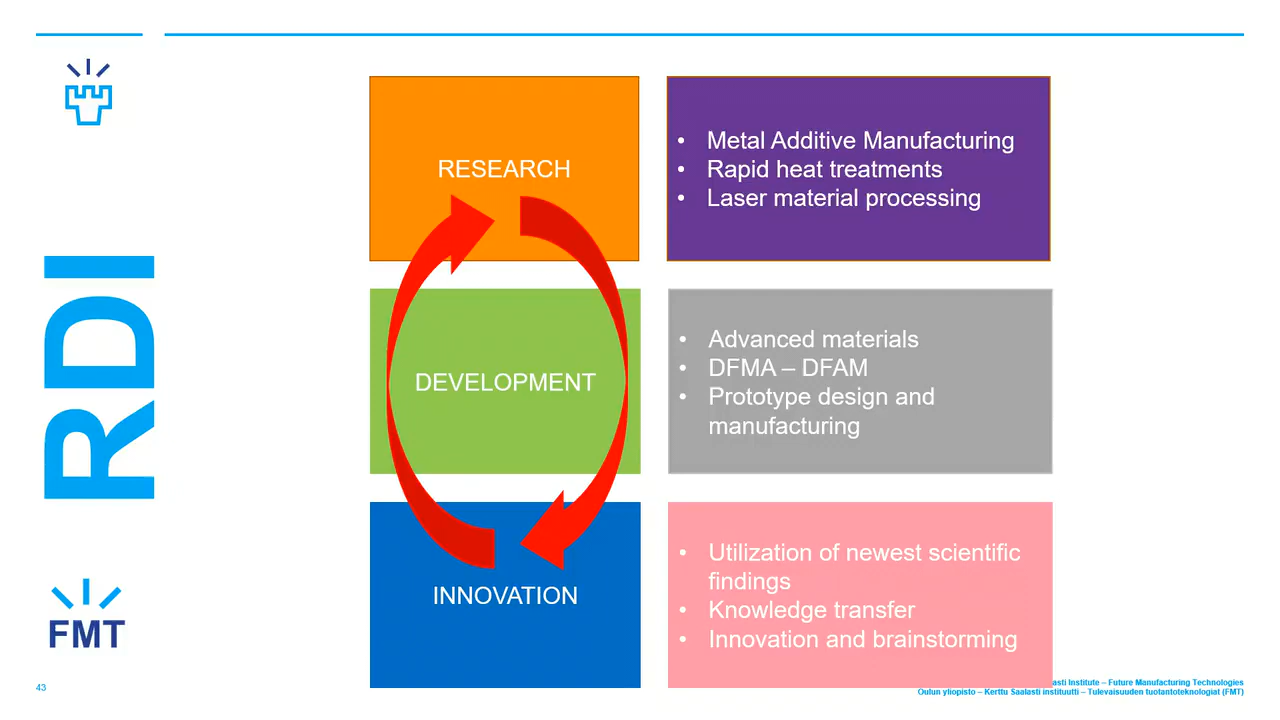 RDI
FMT
RESEARCH
• Metal Additive Manufacturing
• Rapid heat treatments
• Laser material processing
DEVELOPMENT
• Advanced materials
• DFMA – DFAM
• Prototype design and
manufacturing
INNOVATION
• Utilization of newest scientific
findings
• Knowledge transfer
• Innovation and brainstorming
43
Institute – Future Manufacturing Technologies
Oulun yliopisto – Kerttu Saalasti instituutti – Tulevaisuuden tuotantoteknologiat (FMT)